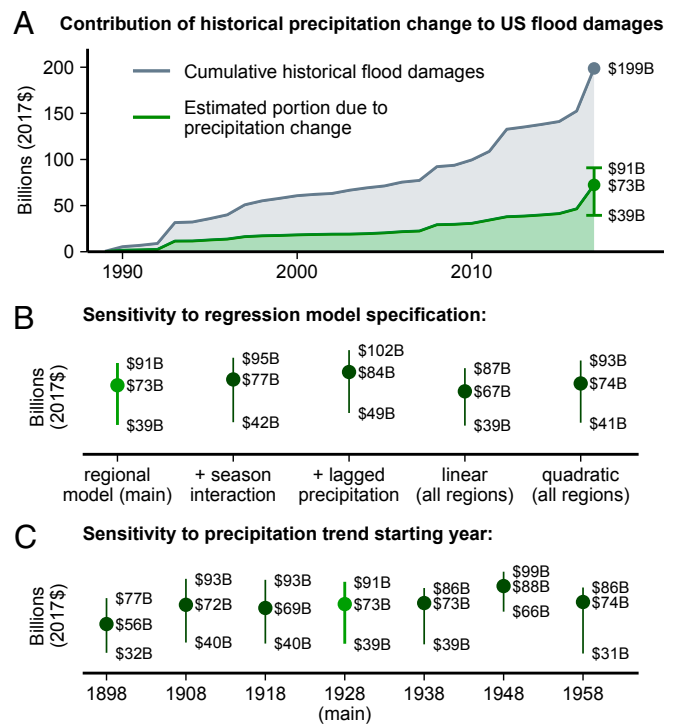 A Contribution of historical precipitation change to US flood damages
Billions (2017$)
200
150
100
50
0
Cumulative historical flood damages
Estimated portion due to
precipitation change
$199B
$91B
$73B
$39B
1990 2000 2010
B Sensitivity to regression model specification:
Billions
(2017$)
$91B
$73B
$39B
$95B
$77B
$42B
$102B
$84B
$49B
$87B
$67B
$39B
$93B
$74B
$41B
regional
model (main)
+ season
interaction
+ lagged
precipitation
linear
(all regions)
quadratic
(all regions)
C Sensitivity to precipitation trend starting year:
Billions
(2017$)
$77B
$56B
$32B
$93B
$72B
$40B
$93B
$69B
$40B
$91B
$73B
$39B
$86B
$73B
$39B
$99B
$88B
$66B
$86B
$74B
$31B
1898 1908 1918 1928 1938 1948 1958
(main)